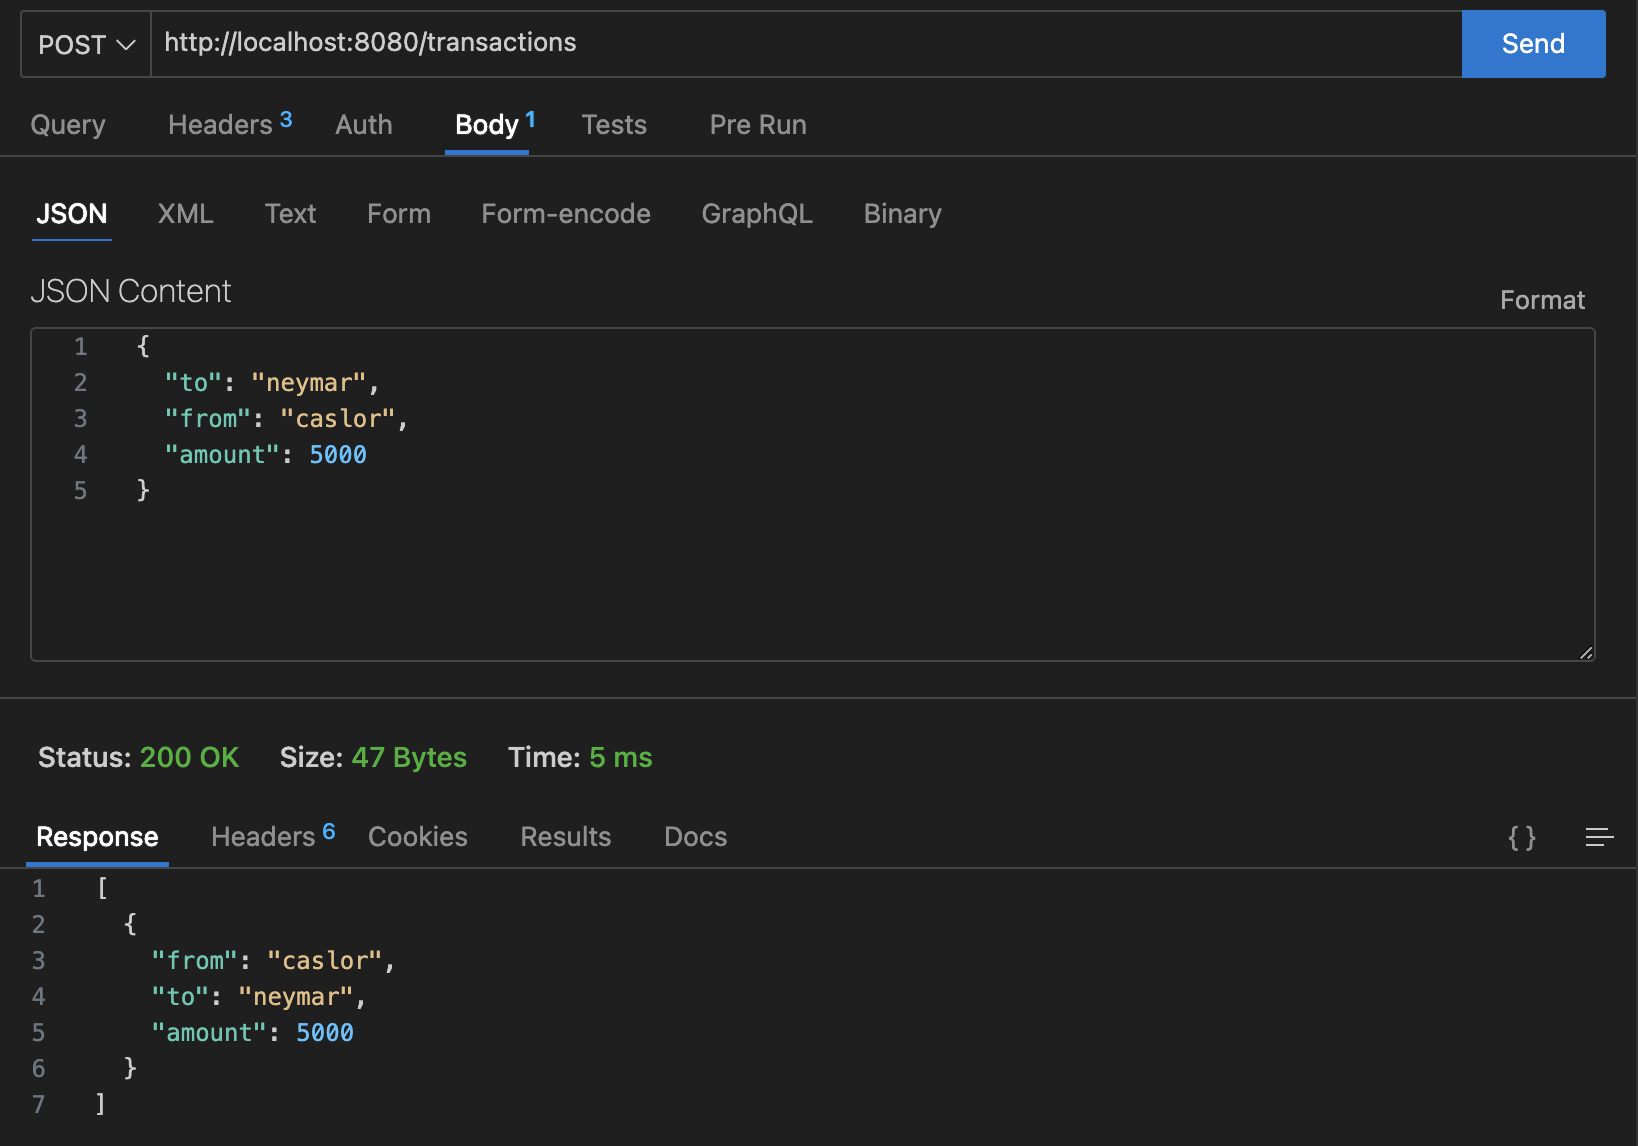 POST http://localhost:8080/transactions Send
Query Headers 3 Auth Body 1 Tests Pre Run
JSON XML Text Form Form-encode GraphQL Binary
JSON Content
Format
1 {
2 "to": "neymar",
3 "from": "caslor",
4 "amount": 5000
5 }
Status: 200 OK Size: 47 Bytes Time: 5 ms
Response Headers 6 Cookies Results Docs { }
1 [
2 {
3 "from": "caslor",
4 "to": "neymar",
5 "amount": 5000
6 }
7 ]